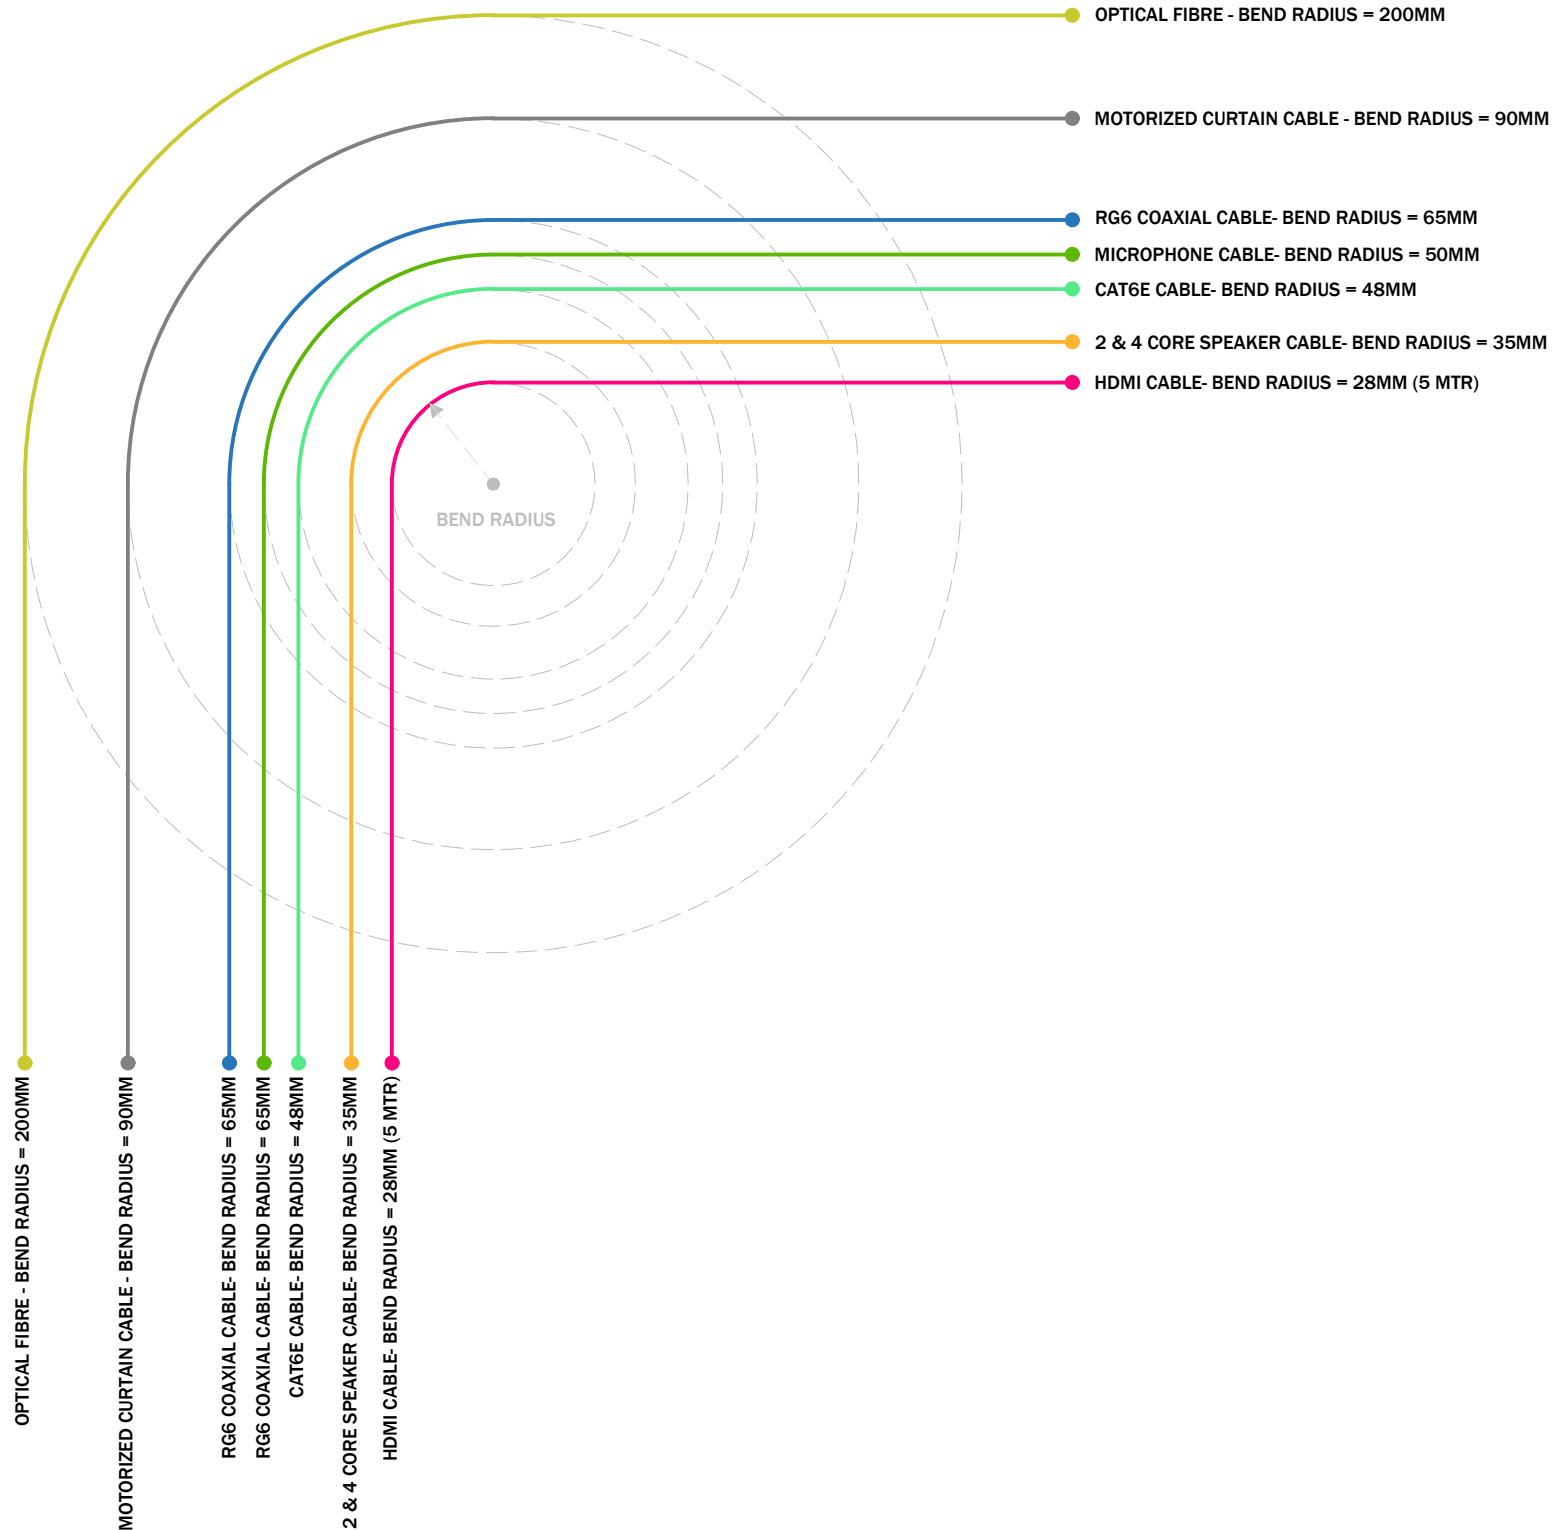 OPTICAL FIBRE - BEND RADIUS = 200MM
MOTORIZED CURTAIN CABLE - BEND RADIUS = 90MM
RG6 COAXIAL CABLE- BEND RADIUS = 65MM
MICROPHONE CABLE- BEND RADIUS = 50MM
CAT6E CABLE- BEND RADIUS = 48MM
2 & 4 CORE SPEAKER CABLE- BEND RADIUS = 35MM
HDMI CABLE- BEND RADIUS = 28MM (5 MTR)
BEND RADIUS
OPTICAL FIBRE - BEND RADIUS = 200MM
MOTORIZED CURTAIN CABLE - BEND RADIUS = 90MM
RG6 COAXIAL CABLE- BEND RADIUS = 65MM
RG6 COAXIAL CABLE- BEND RADIUS = 65MM
CAT6E CABLE- BEND RADIUS = 48MM
2 & 4 CORE SPEAKER CABLE- BEND RADIUS = 35MM
HDMI CABLE- BEND RADIUS = 28MM (5 MTR)